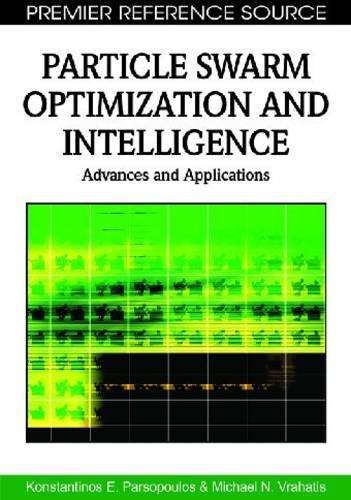 PREMIER REFERENCE SOURCE
PARTICLE SWARM
OPTIMIZATION AND
INTELLIGENCE
Advances and Applications
Konstantinos E. Parsopoulos & Michael N. Vrahatis